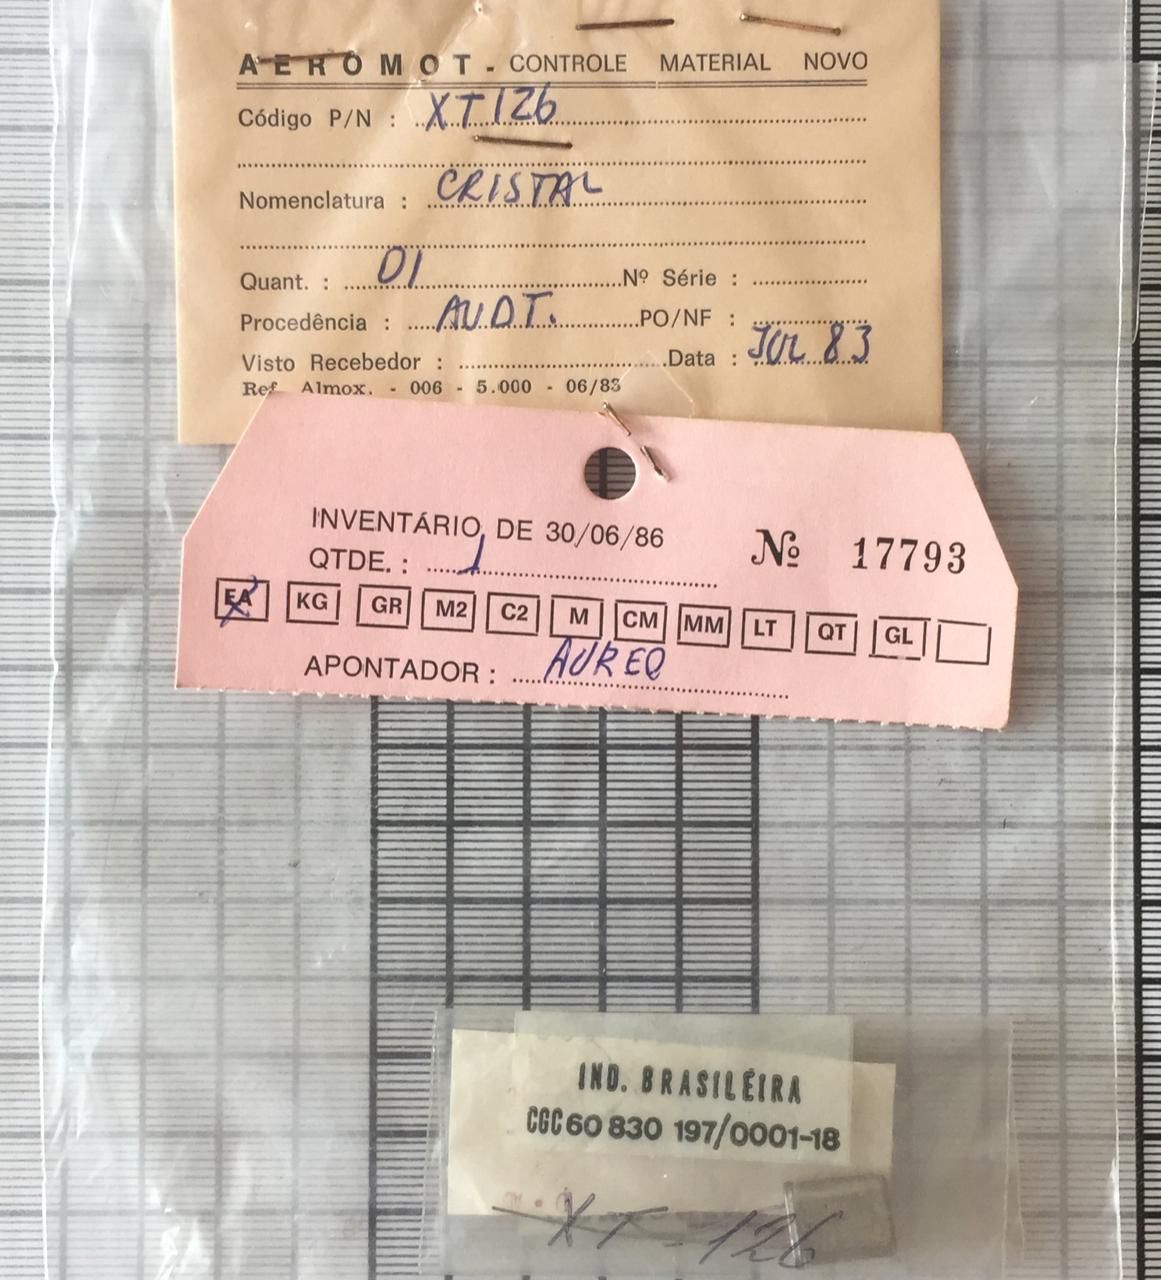 AEROMOT - CONTROLE MATERIAL NOVO
Código P/N : XT126
Nomenclatura : CRISTAL
Quant. : 01 Nº Série :
Procedência : AUDT. PO/NF :
Visto Recebedor : Data : JUL 83
Ref. Almox. - 006 - 5.000 - 06/83
INVENTÁRIO DE 30/06/86 Nº 17793
QTDE. : 1
EA KG GR M2 C2 M CM MM LT QT GL
APONTADOR : AUREO
IND. BRASILEIRA
CGC 60 830 197/0001-18
XT-126